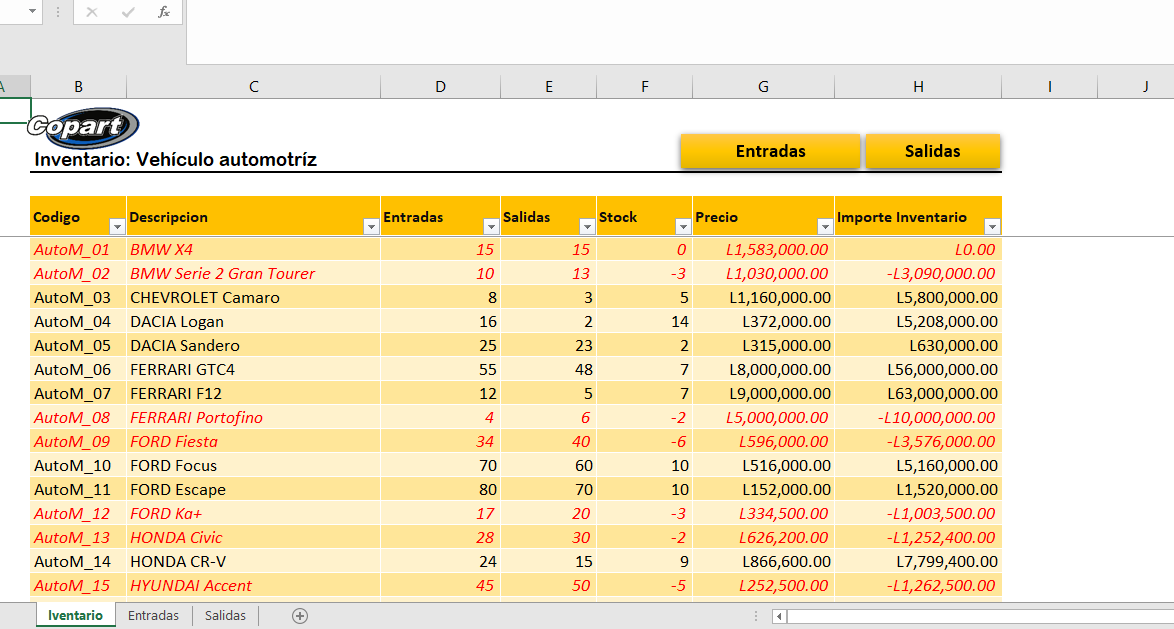 fx
A B C D E F G H I J
Copart
Inventario: Vehículo automotríz
Entradas Salidas
Codigo Descripcion Entradas Salidas Stock Precio Importe Inventario
AutoM_01 BMW X4 15 15 0 L1,583,000.00 L0.00
AutoM_02 BMW Serie 2 Gran Tourer 10 13 -3 L1,030,000.00 -L3,090,000.00
AutoM_03 CHEVROLET Camaro 8 3 5 L1,160,000.00 L5,800,000.00
AutoM_04 DACIA Logan 16 2 14 L372,000.00 L5,208,000.00
AutoM_05 DACIA Sandero 25 23 2 L315,000.00 L630,000.00
AutoM_06 FERRARI GTC4 55 48 7 L8,000,000.00 L56,000,000.00
AutoM_07 FERRARI F12 12 5 7 L9,000,000.00 L63,000,000.00
AutoM_08 FERRARI Portofino 4 6 -2 L5,000,000.00 -L10,000,000.00
AutoM_09 FORD Fiesta 34 40 -6 L596,000.00 -L3,576,000.00
AutoM_10 FORD Focus 70 60 10 L516,000.00 L5,160,000.00
AutoM_11 FORD Escape 80 70 10 L152,000.00 L1,520,000.00
AutoM_12 FORD Ka+ 17 20 -3 L334,500.00 -L1,003,500.00
AutoM_13 HONDA Civic 28 30 -2 L626,200.00 -L1,252,400.00
AutoM_14 HONDA CR-V 24 15 9 L866,600.00 L7,799,400.00
AutoM_15 HYUNDAI Accent 45 50 -5 L252,500.00 -L1,262,500.00
Iventario Entradas Salidas